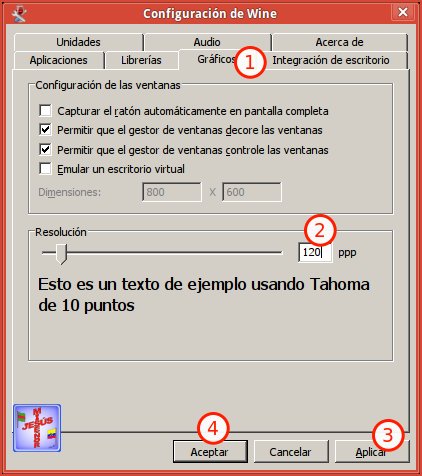 Configuración de Wine
Unidades
Audio
Acerca de
Aplicaciones
Librerías
Gráficos
1
Integración de escritorio
Configuración de las ventanas
Capturar el ratón automáticamente en pantalla completa
Permitir que el gestor de ventanas decore las ventanas
Permitir que el gestor de ventanas controle las ventanas
Emular un escritorio virtual
Dimensiones:
800
X
600
2
Resolución
120
ppp
Esto es un texto de ejemplo usando Tahoma
de 10 puntos
JESÚS
4
3
Aceptar
Cancelar
Aplicar